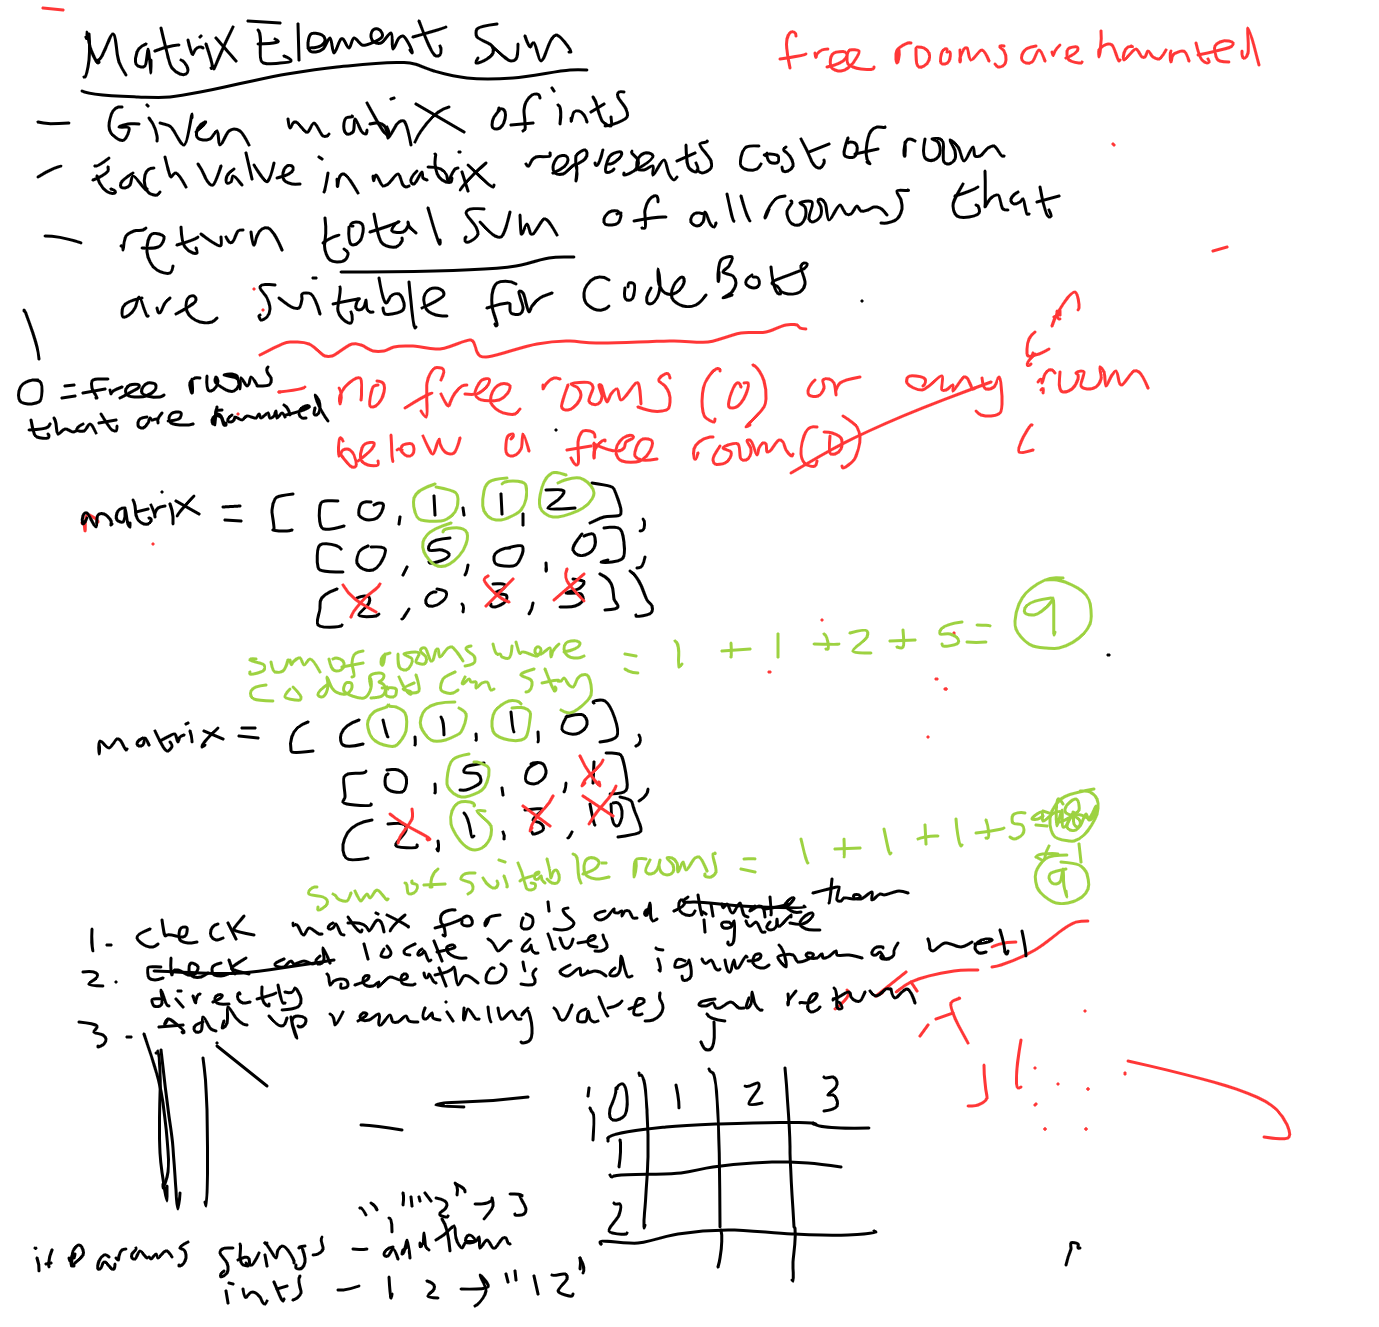 Matrix Element Sum
free rooms are haunted
- Given matrix of ints
- Each value in matrix represents cost of room
- return total sum of all rooms that
are suitable for CodeBots
0 = free rooms
that are haunted
- no free rooms (0) or any room
below a free room (0)
matrix = [ [0, 1, 1, 2],
[0, 5, 0, 0],
[2, 0, 3, 3]]
sum of rooms where
CodeBots can stay
= 1 + 1 + 2 + 5 = 9
matrix = [ [1, 1, 1, 0],
[0, 5, 0, 1],
[2, 1, 3, 10]
sum of suitable rooms = 1 + 1 + 1 + 5 = 8
+ 1
9
1. check matrix for 0's and eliminate them
ignore
2. check and locate values
directly beneath 0's and ignore them as well
3. Add up remaining values and return
j
i 0 1 2 3
1
2
"1" "2" → 3
if params strings - add them
ints - 1 2 → "12"